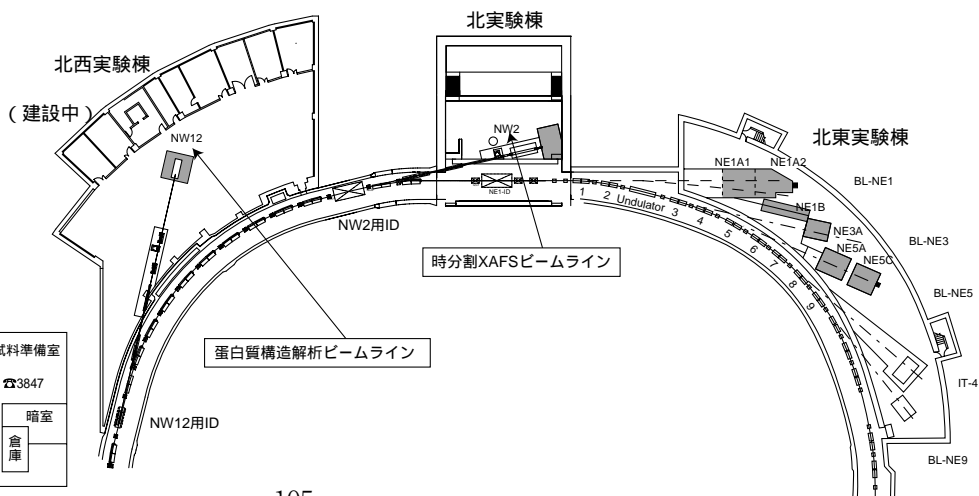 北実験棟
北西実験棟
(建設中)
NW12
NW2
北東実験棟
NE1A1
NE1A2
BL-NE1
NE1-ID
1
2
Undulator
3
4
5
6
7
8
9
NE1B
NE3A
NE5A
NE5C
BL-NE3
BL-NE5
IT-4
BL-NE9
NW2用ID
時分割XAFSビームライン
蛋白質構造解析ビームライン
NW12用ID
試料準備室
☎3847
暗室
倉庫
105